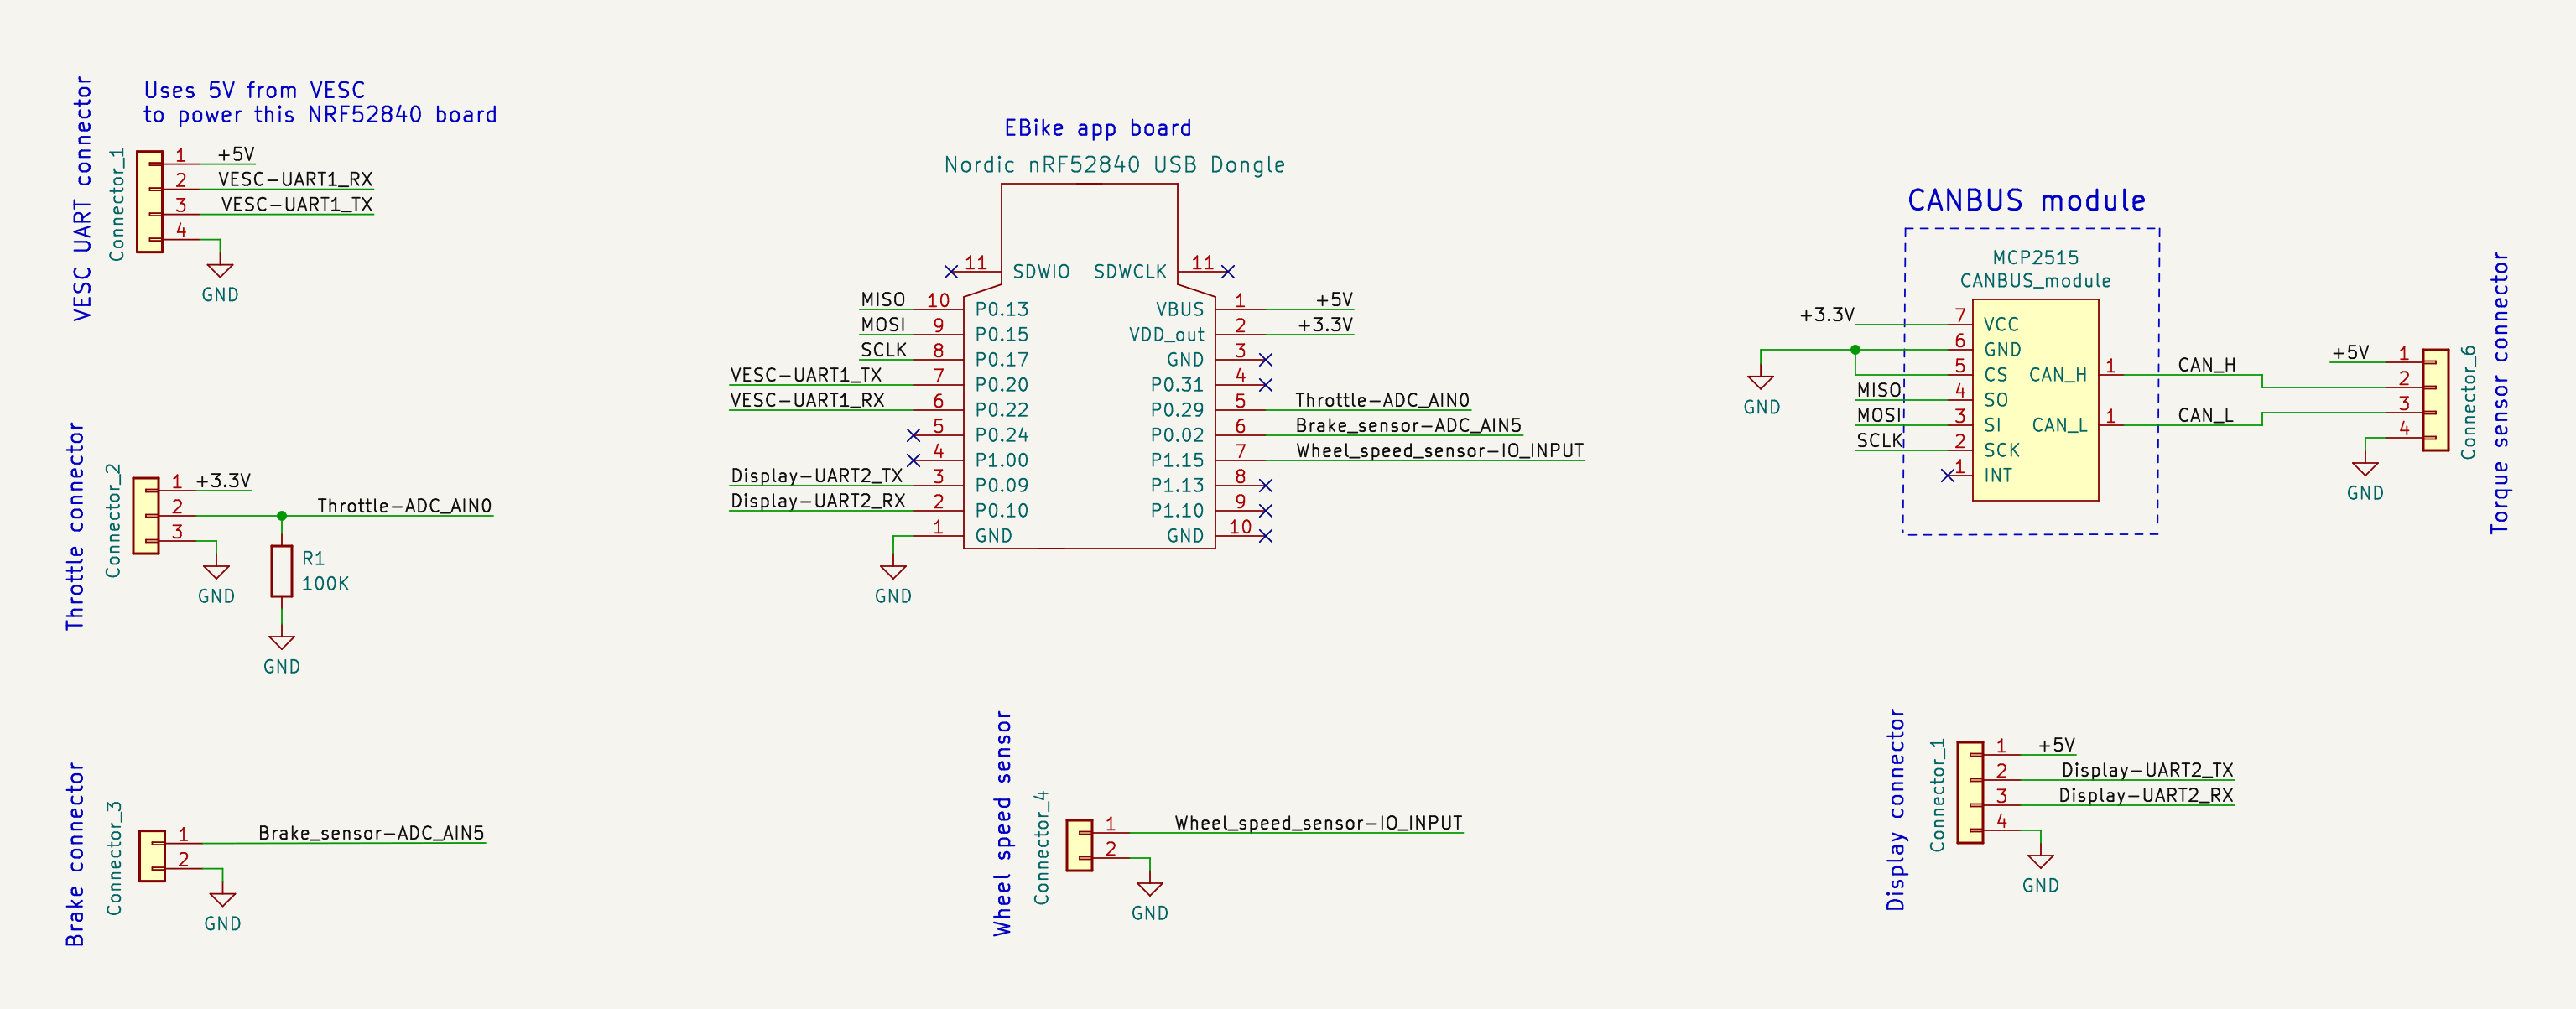 VESC UART connector
Uses 5V from VESC
to power this NRF52840 board
Connector_1
1
+5V
2
VESC-UART1_RX
3
VESC-UART1_TX
4
GND
Throttle connector
Connector_2
1
+3.3V
2
Throttle-ADC_AIN0
3
GND
R1
100K
GND
Brake connector
Connector_3
1
Brake_sensor-ADC_AIN5
2
GND
EBike app board
Nordic nRF52840 USB Dongle
11 SDWIO SDWCLK 11
MISO 10 P0.13 VBUS 1 +5V
MOSI 9 P0.15 VDD_out 2 +3.3V
SCLK 8 P0.17 GND 3
VESC-UART1_TX 7 P0.20 P0.31 4
VESC-UART1_RX 6 P0.22 P0.29 5 Throttle-ADC_AIN0
5 P0.24 P0.02 6 Brake_sensor-ADC_AIN5
4 P1.00 P1.15 7 Wheel_speed_sensor-IO_INPUT
Display-UART2_TX 3 P0.09 P1.13 8
Display-UART2_RX 2 P0.10 P1.10 9
1 GND GND 10
GND
Wheel speed sensor
Connector_4
1
Wheel_speed_sensor-IO_INPUT
2
GND
CANBUS module
MCP2515
CANBUS_module
+3.3V 7 VCC
6 GND
5 CS CAN_H 1 CAN_H
MISO 4 SO
MOSI 3 SI CAN_L 1 CAN_L
SCLK 2 SCK
1 INT
GND
+5V 1
2
3
4
GND
Connector_6
Torque sensor connector
Display connector
Connector_1
1
+5V
2
Display-UART2_TX
3
Display-UART2_RX
4
GND